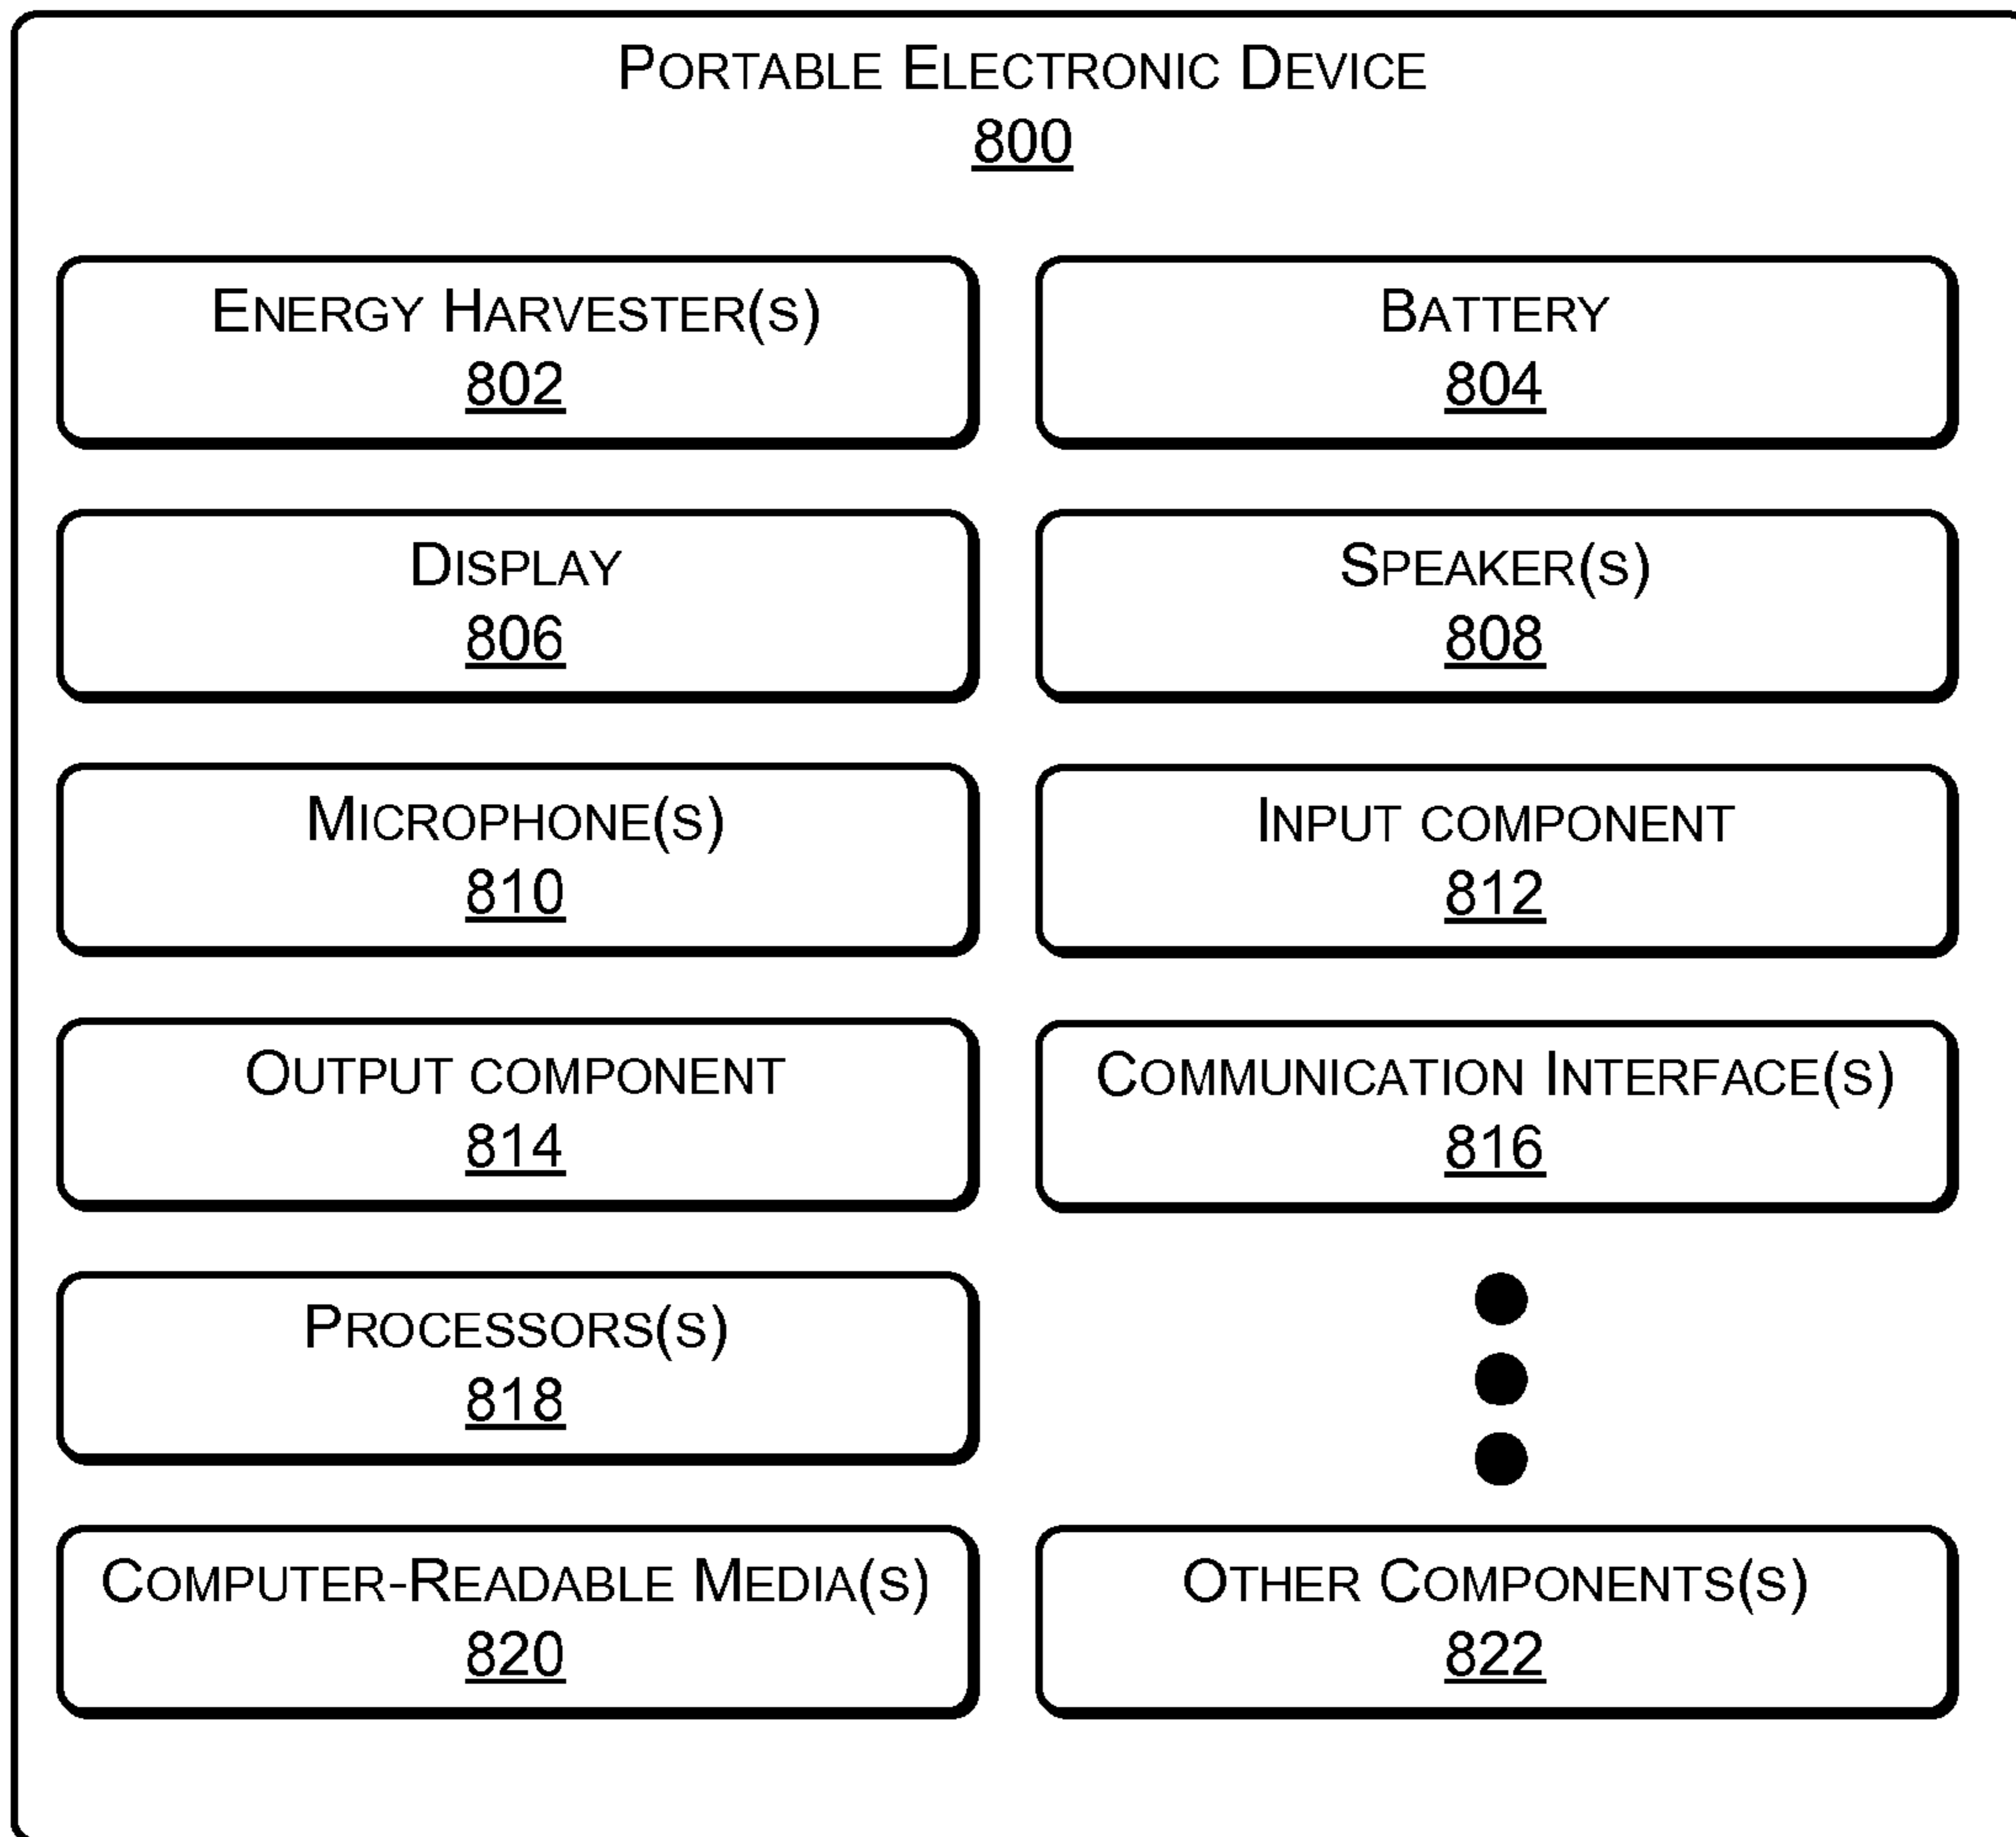 PORTABLE ELECTRONIC DEVICE
800
ENERGY HARVESTER(S)
802
BATTERY
804
DISPLAY
806
SPEAKER(S)
808
MICROPHONE(S)
810
INPUT COMPONENT
812
OUTPUT COMPONENT
814
COMMUNICATION INTERFACE(S)
816
PROCESSORS(S)
818
COMPUTER-READABLE MEDIA(S)
820
OTHER COMPONENTS(S)
822